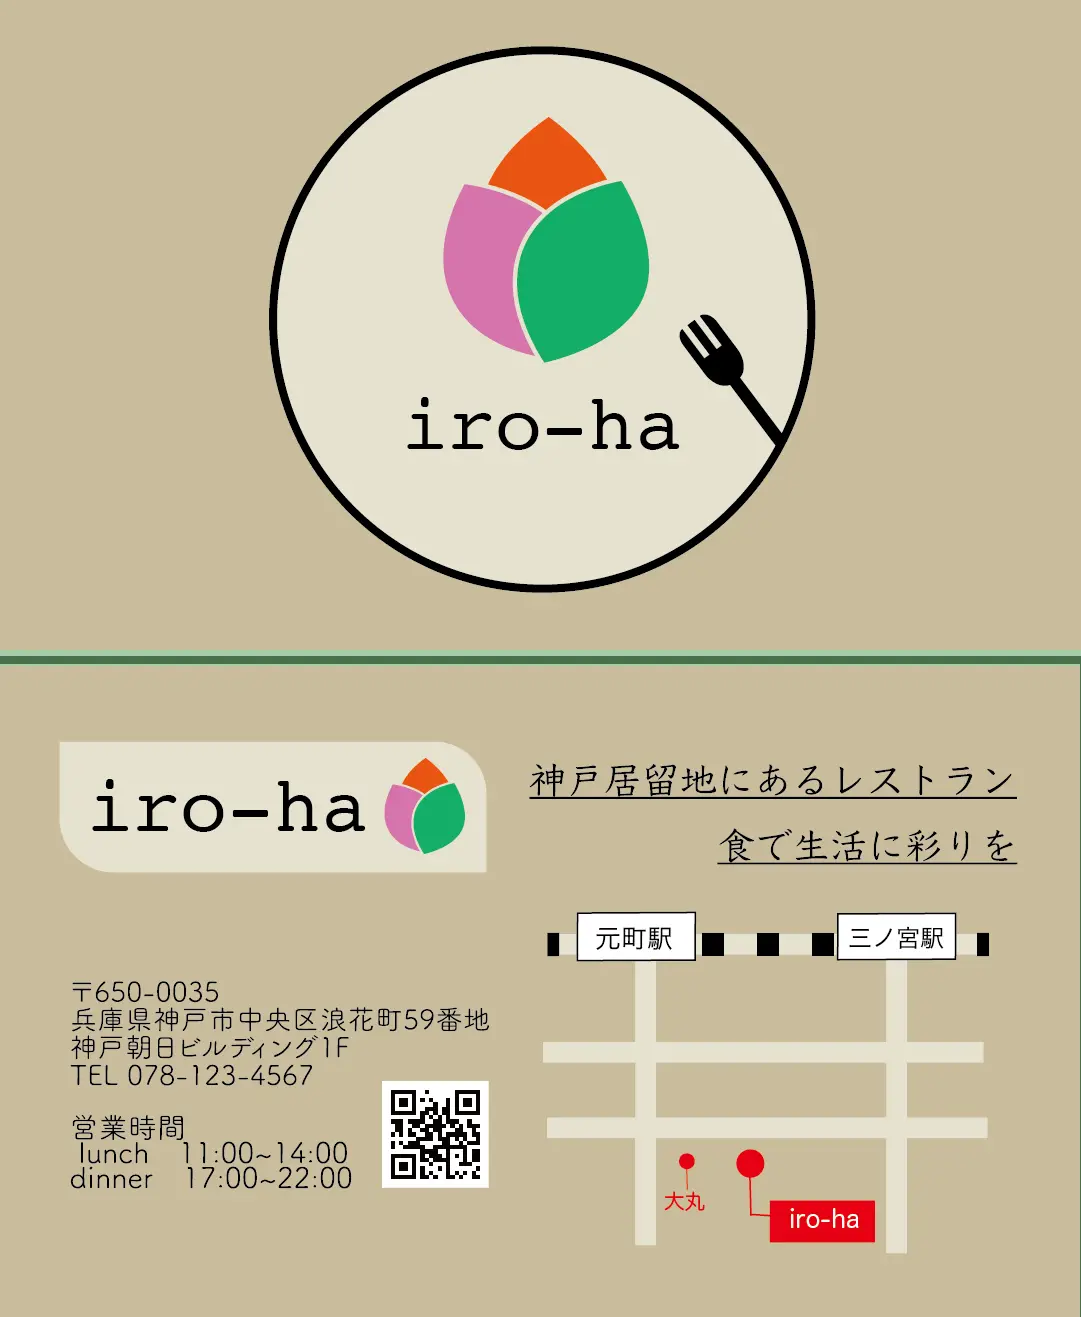 iro-ha
iro-ha
神戸居留地にあるレストラン
食で生活に彩りを
元町駅
三ノ宮駅
〒650-0035
兵庫県神戸市中央区浪花町59番地
神戸朝日ビルディング1F
TEL 078-123-4567
営業時間
lunch 11:00~14:00
dinner 17:00~22:00
大丸
iro-ha